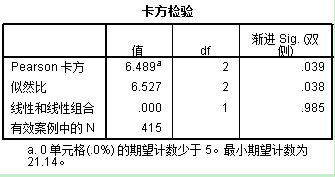 卡方检验
值 df 渐进 Sig. (双侧)
Pearson 卡方 6.489a 2 .039
似然比 6.527 2 .038
线性和线性组合 .000 1 .985
有效案例中的 N 415
a. 0 单元格(.0%) 的期望计数少于 5。最小期望计数为
21.14。